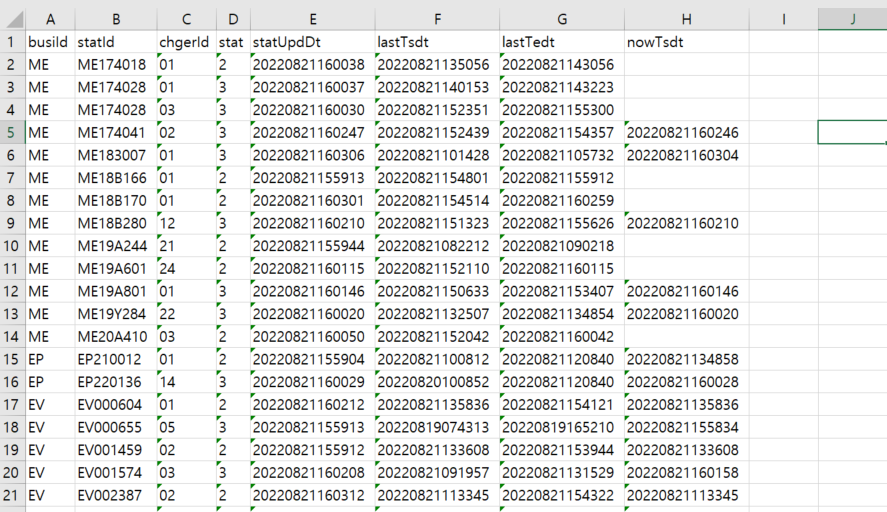 A B C D E F G H I J
1 busiId statId chgerId stat statUpdDt lastTsdt lastTedt nowTsdt
2 ME ME174018 01 2 20220821160038 20220821135056 20220821143056
3 ME ME174028 01 3 20220821160037 20220821140153 20220821143223
4 ME ME174028 03 3 20220821160030 20220821152351 20220821155300
5 ME ME174041 02 3 20220821160247 20220821152439 20220821154357 20220821160246
6 ME ME183007 01 3 20220821160306 20220821101428 20220821105732 20220821160304
7 ME ME18B166 01 2 20220821155913 20220821154801 20220821155912
8 ME ME18B170 01 2 20220821160301 20220821154514 20220821160259
9 ME ME18B280 12 3 20220821160210 20220821151323 20220821155626 20220821160210
10 ME ME19A244 21 2 20220821155944 20220821082212 20220821090218
11 ME ME19A601 24 2 20220821160115 20220821152110 20220821160115
12 ME ME19A801 01 3 20220821160146 20220821150633 20220821153407 20220821160146
13 ME ME19Y284 22 3 20220821160020 20220821132507 20220821134854 20220821160020
14 ME ME20A410 03 2 20220821160050 20220821152042 20220821160042
15 EP EP210012 01 2 20220821155904 20220821100812 20220821120840 20220821134858
16 EP EP220136 14 3 20220821160029 20220820100852 20220821120840 20220821160028
17 EV EV000604 01 2 20220821160212 20220821135836 20220821154121 20220821135836
18 EV EV000655 05 3 20220821155913 20220819074313 20220819165210 20220821155834
19 EV EV001459 02 2 20220821155912 20220821133608 20220821153944 20220821133608
20 EV EV001574 03 3 20220821160208 20220821091957 20220821131529 20220821160158
21 EV EV002387 02 2 20220821160312 20220821113345 20220821154322 20220821113345